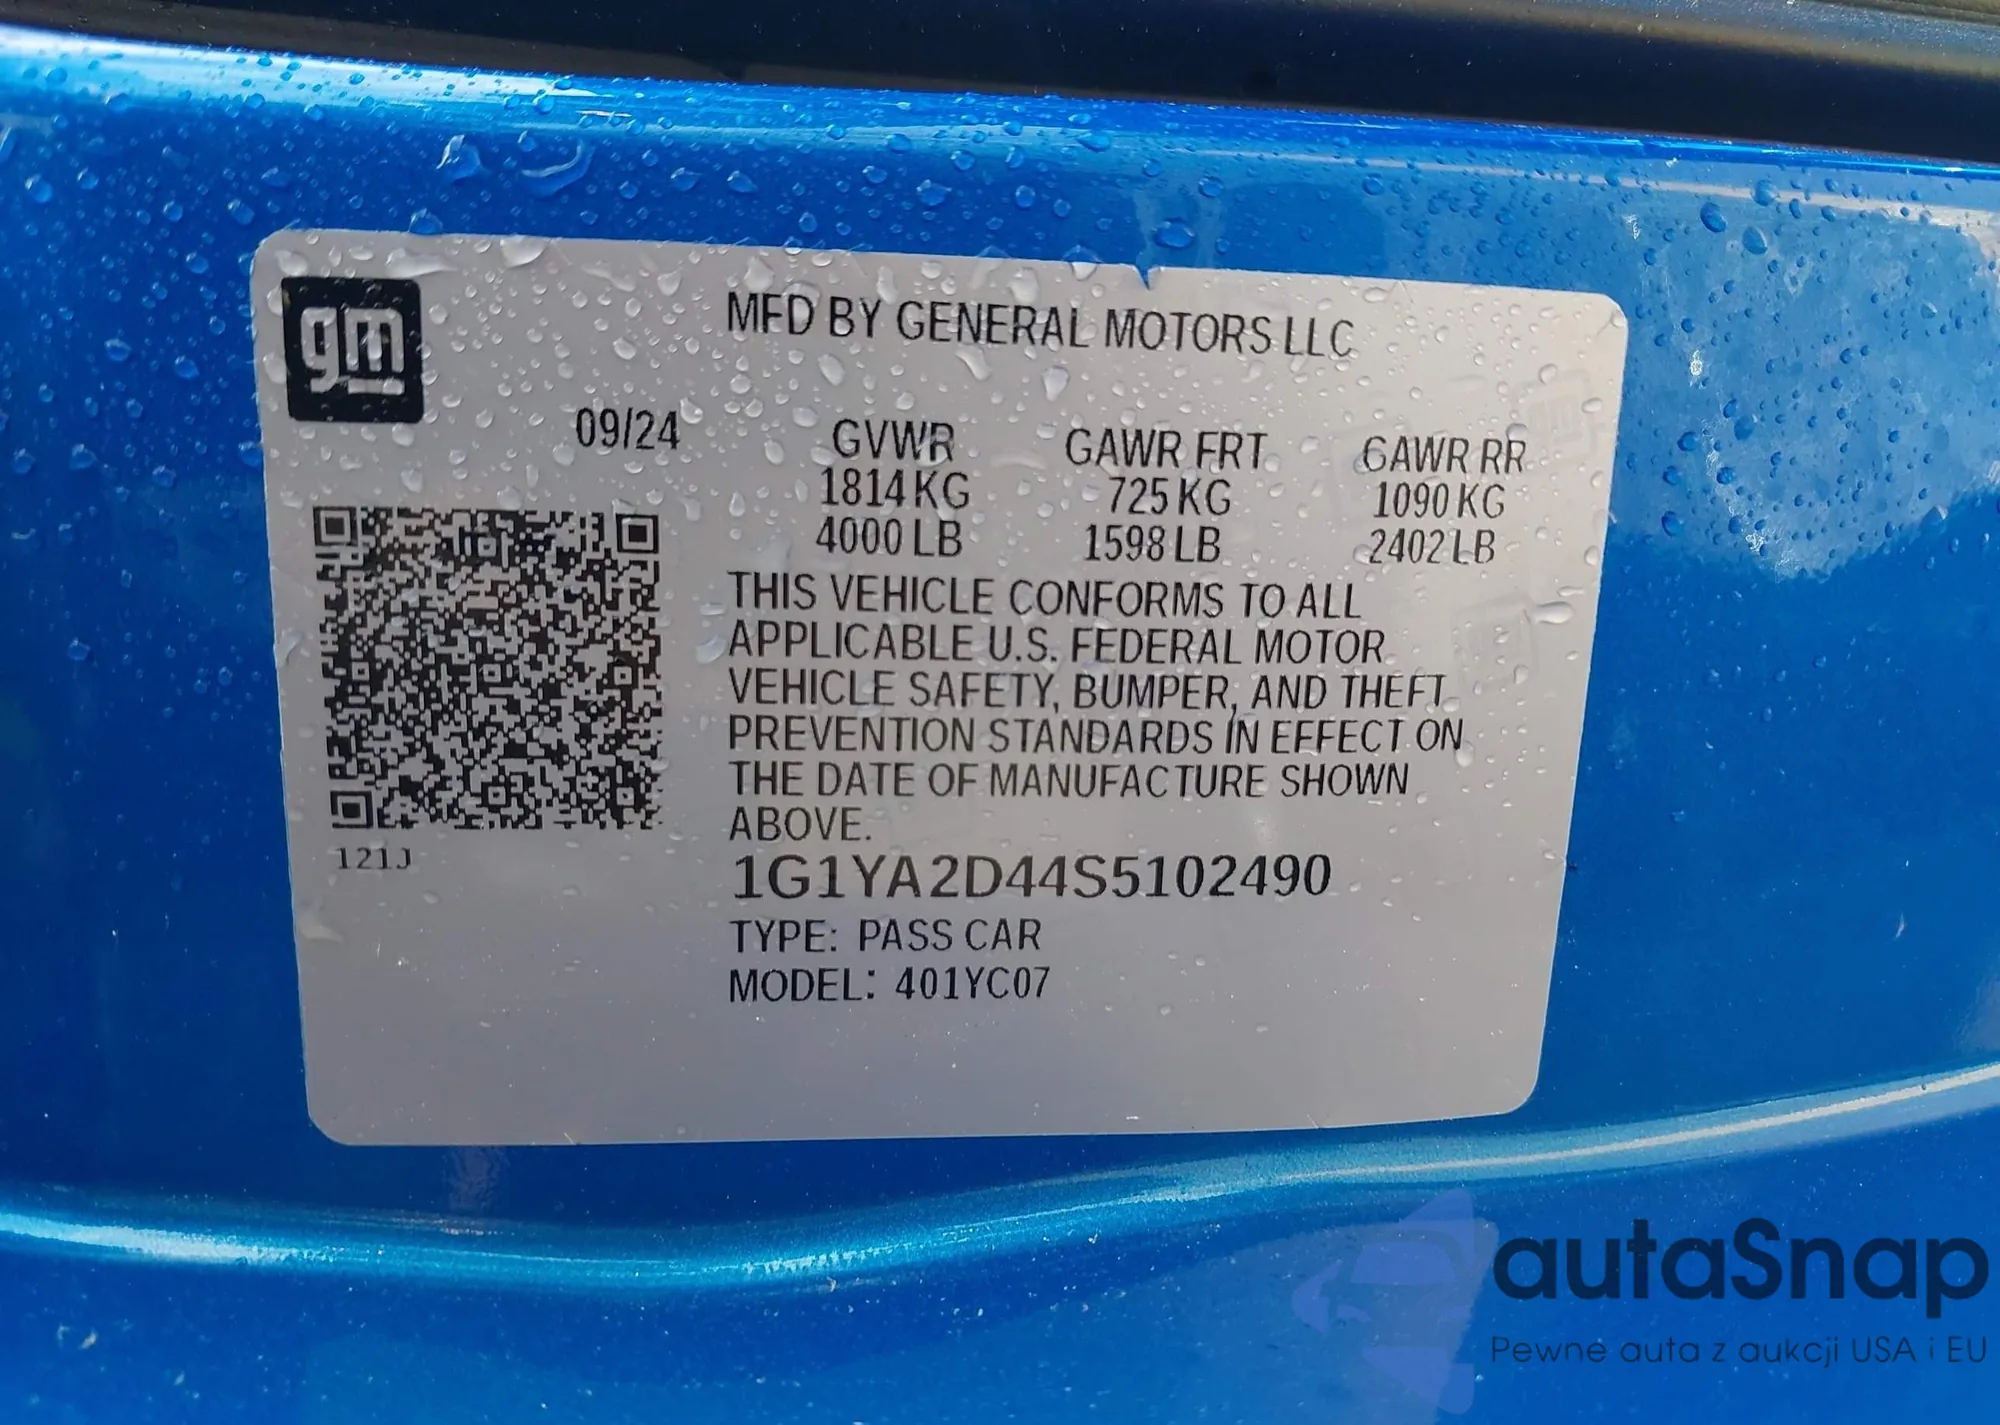 gm
MFD BY GENERAL MOTORS LLC
09/24 GVWR GAWR FRT GAWR RR
1814 KG 725 KG 1090 KG
4000 LB 1598 LB 2402 LB
THIS VEHICLE CONFORMS TO ALL
APPLICABLE U.S. FEDERAL MOTOR
VEHICLE SAFETY, BUMPER, AND THEFT
PREVENTION STANDARDS IN EFFECT ON
THE DATE OF MANUFACTURE SHOWN
ABOVE.
121J
1G1YA2D44S5102490
TYPE: PASS CAR
MODEL: 401YC07
autaSnap
Pewne auta z aukcji USA i EU